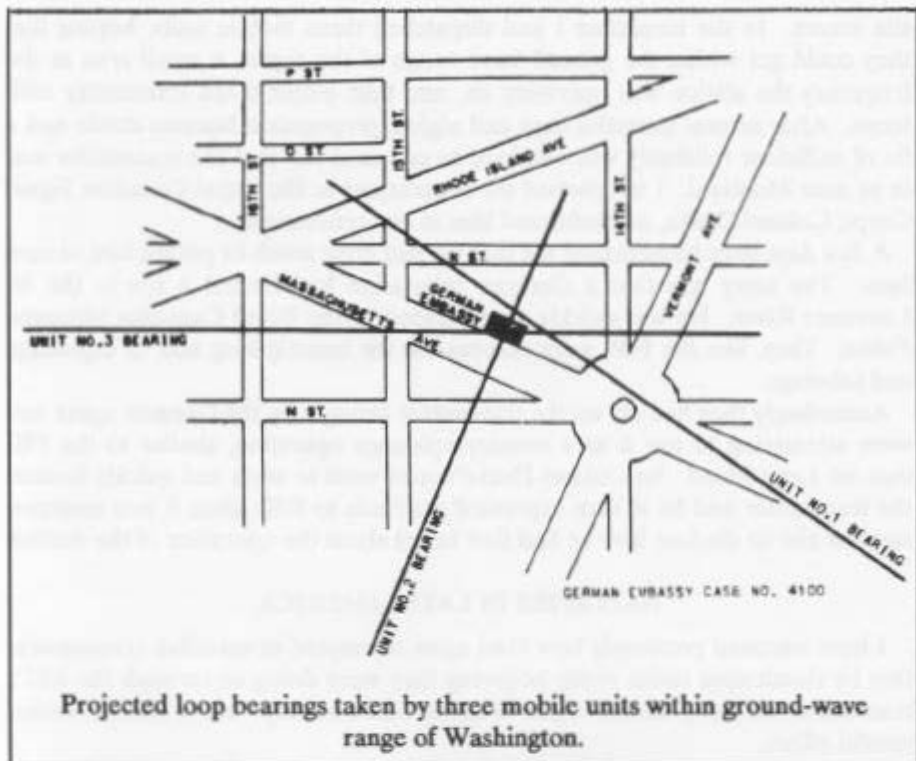 P ST.
O ST.
16TH ST.
15TH ST.
RHODE ISLAND AVE
14TH ST.
N ST.
VERMONT AVE
MASSACHUSETTS
AVE
GERMAN
EMBASSY
UNIT NO.3 BEARING
M ST.
UNIT NO.2 BEARING
UNIT NO.1 BEARING
GERMAN EMBASSY CASE NO. 4100
Projected loop bearings taken by three mobile units within ground-wave
range of Washington.